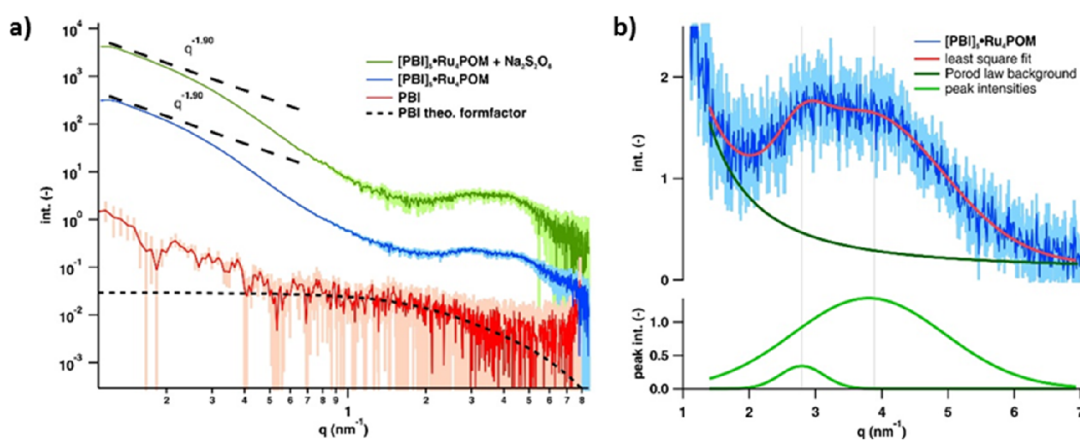 a)
10⁴
10³
10²
10¹
10⁰
10⁻¹
10⁻²
10⁻³
int. (-)
q⁻¹·⁹⁰
q⁻¹·⁹⁰
[PBI]₅•Ru₄POM + Na₂S₂O₈
[PBI]₅•Ru₄POM
PBI
PBI theo. formfactor
2 3 4 5 6 7 8 9 1 2 3 4 5 6 7 8
q (nm⁻¹)
b)
[PBI]₅•Ru₄POM
least square fit
Porod law background
peak intensities
2
1
0
int. (-)
1.0
0.5
0.0
peak int. (-)
1 2 3 4 5 6 7
q (nm⁻¹)